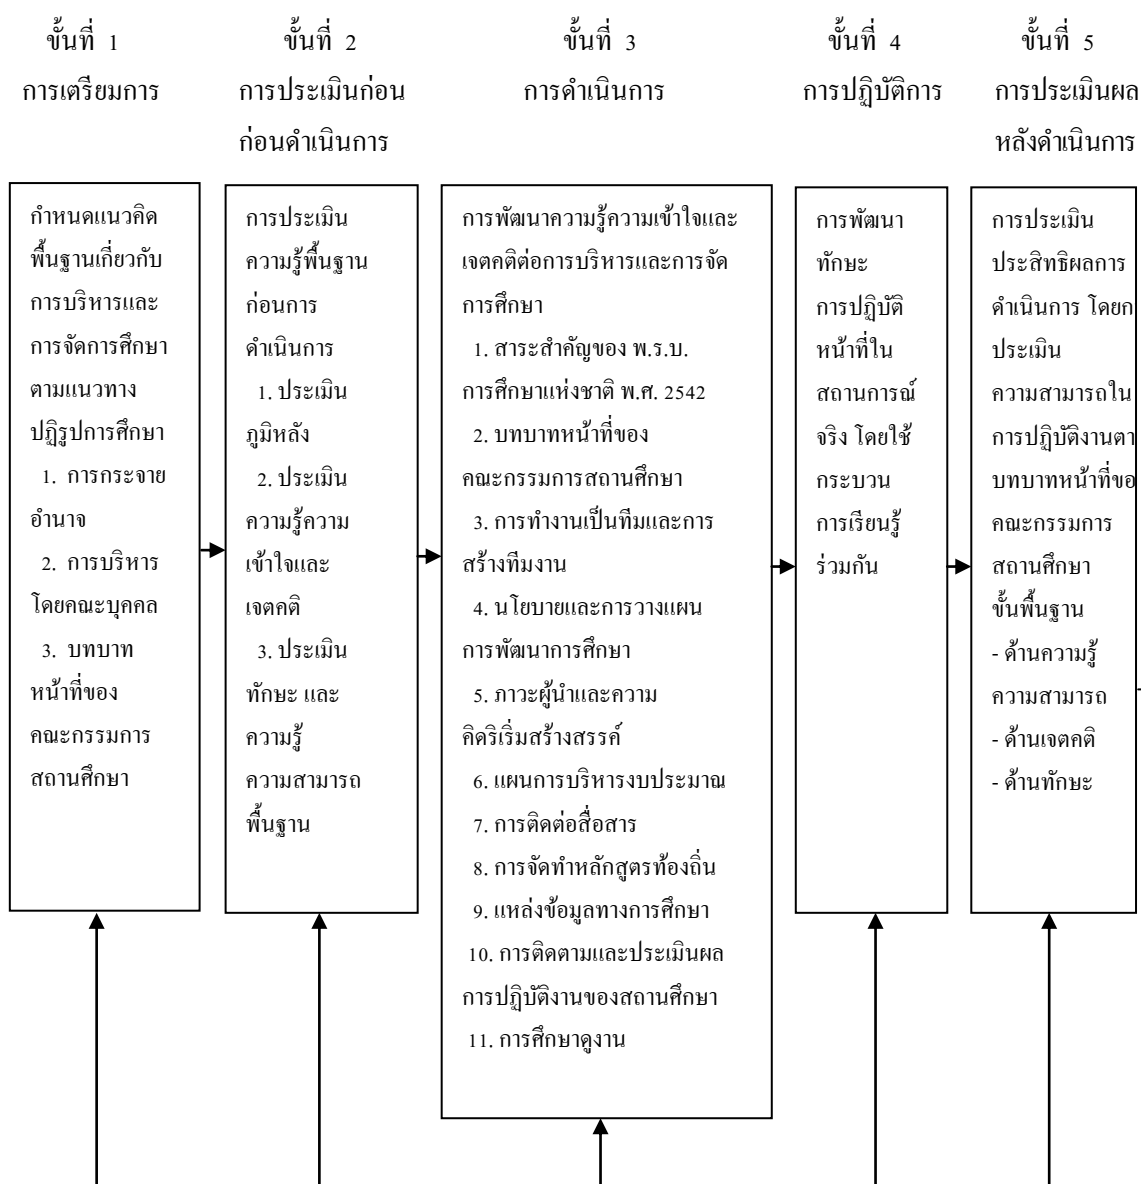 ขั้นที่ 1
การเตรียมการ
ขั้นที่ 2
การประเมินก่อน
ก่อนดำเนินการ
ขั้นที่ 3
การดำเนินการ
ขั้นที่ 4
การปฏิบัติการ
ขั้นที่ 5
การประเมินผล
หลังดำเนินการ
กำหนดแนวคิด
พื้นฐานเกี่ยวกับ
การบริหารและ
การจัดการศึกษา
ตามแนวทาง
ปฏิรูปการศึกษา
1. การกระจาย
อำนาจ
2. การบริหาร
โดยคณะบุคคล
3. บทบาท
หน้าที่ของ
คณะกรรมการ
สถานศึกษา
การประเมิน
ความรู้พื้นฐาน
ก่อนการ
ดำเนินการ
1. ประเมิน
ภูมิหลัง
2. ประเมิน
ความรู้ความ
เข้าใจและ
เจตคติ
3. ประเมิน
ทักษะ และ
ความรู้
ความสามารถ
พื้นฐาน
การพัฒนาความรู้ความเข้าใจและ
เจตคติต่อการบริหารและการจัด
การศึกษา
1. สาระสำคัญของ พ.ร.บ.
การศึกษาแห่งชาติ พ.ศ. 2542
2. บทบาทหน้าที่ของ
คณะกรรมการสถานศึกษา
3. การทำงานเป็นทีมและการ
สร้างทีมงาน
4. นโยบายและการวางแผน
การพัฒนาการศึกษา
5. ภาวะผู้นำและความ
คิดริเริ่มสร้างสรรค์
6. แผนการบริหารงบประมาณ
7. การติดต่อสื่อสาร
8. การจัดทำหลักสูตรท้องถิ่น
9. แหล่งข้อมูลทางการศึกษา
10. การติดตามและประเมินผล
การปฏิบัติงานของสถานศึกษา
11. การศึกษาดูงาน
การพัฒนา
ทักษะ
การปฏิบัติ
หน้าที่ใน
สถานการณ์
จริง โดยใช้
กระบวน
การเรียนรู้
ร่วมกัน
การประเมิน
ประสิทธิผลการ
ดำเนินการ โดยก
ประเมิน
ความสามารถใน
การปฏิบัติงานตา
บทบาทหน้าที่ขอ
คณะกรรมการ
สถานศึกษา
ขั้นพื้นฐาน
- ด้านความรู้
ความสามารถ
- ด้านเจตคติ
- ด้านทักษะ